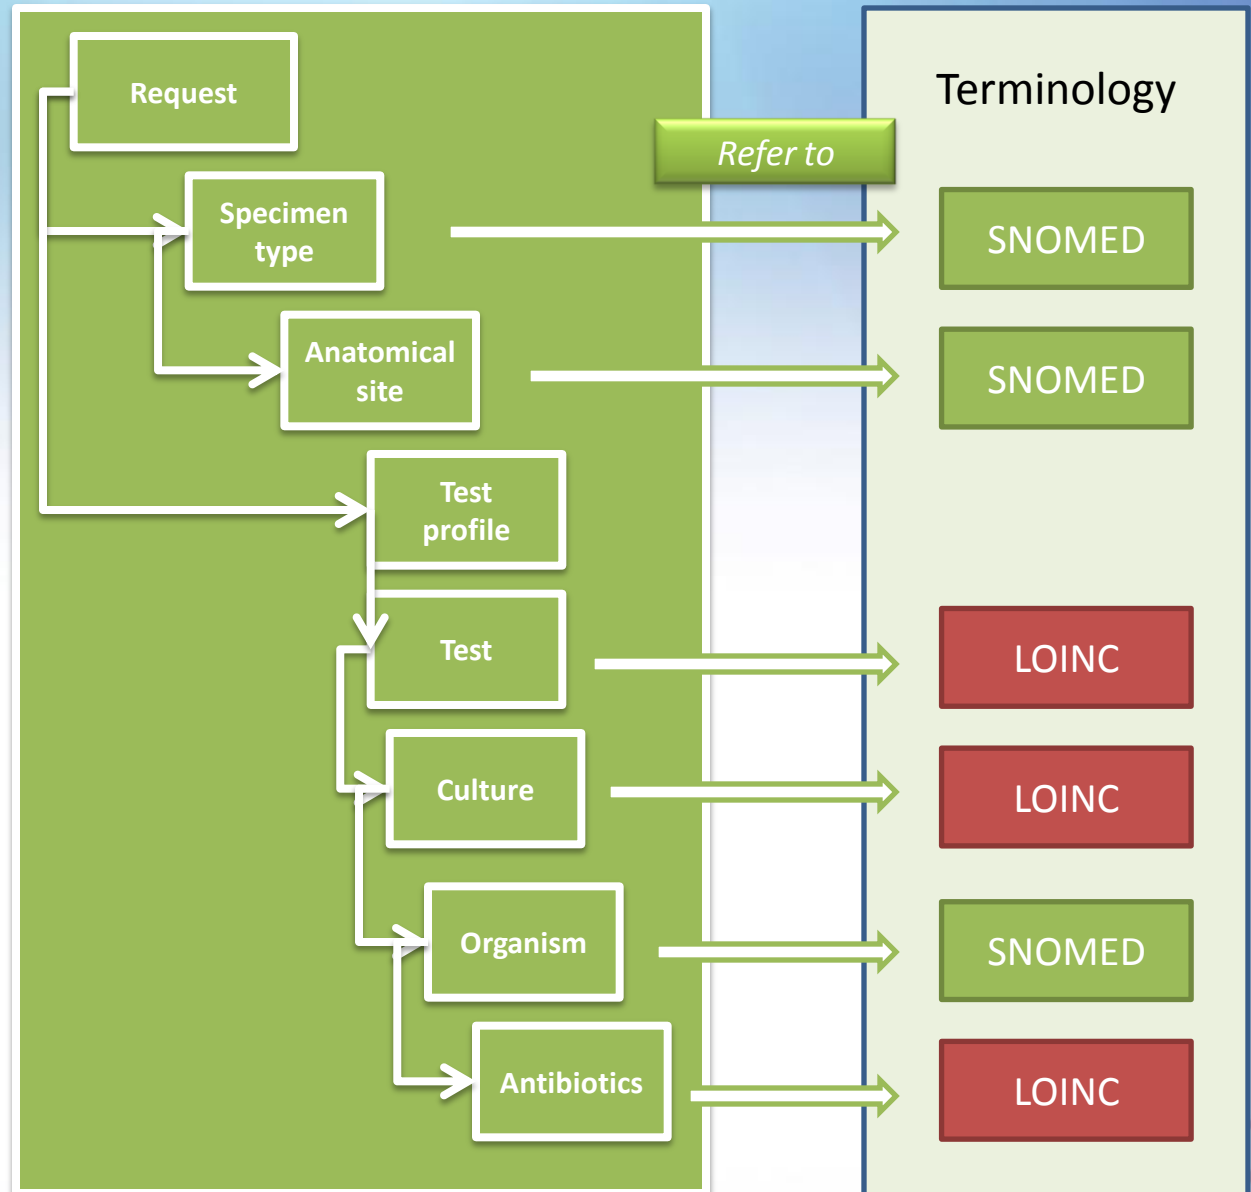 Request
Terminology
Refer to
Specimen
type
SNOMED
Anatomical
site
SNOMED
Test
profile
Test
LOINC
Culture
LOINC
Organism
SNOMED
Antibiotics
LOINC